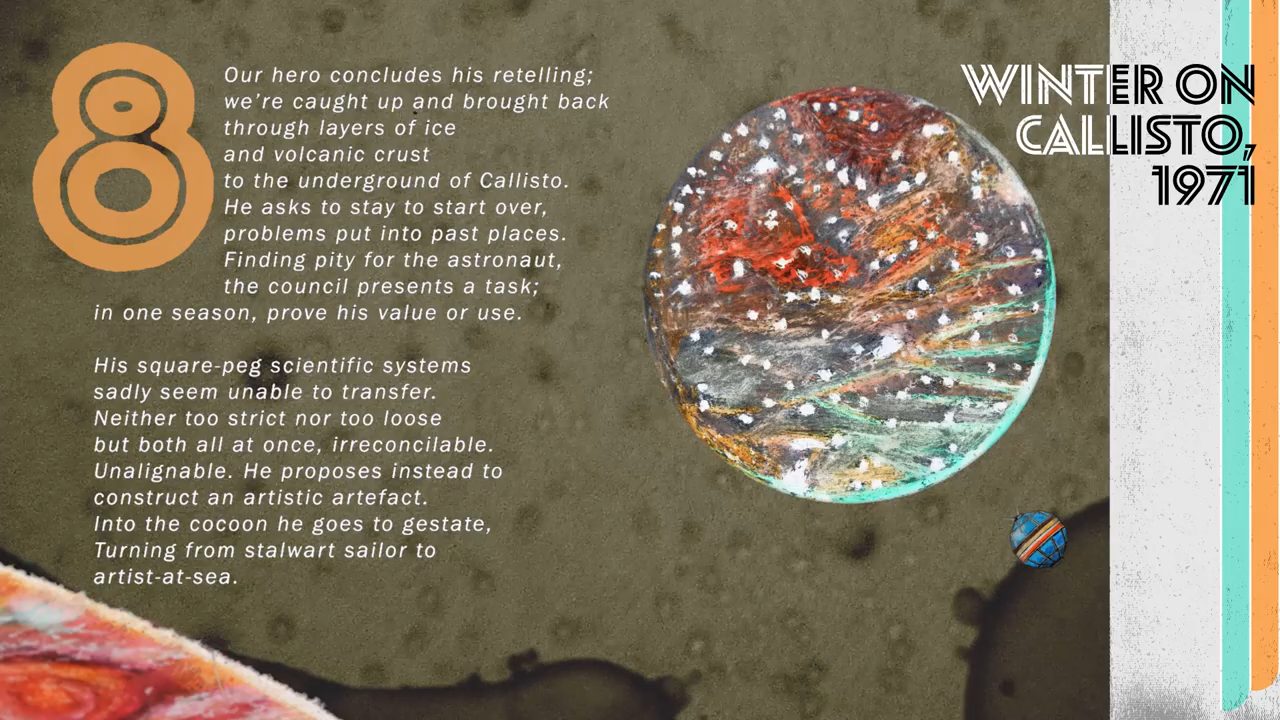 8
Our hero concludes his retelling;
we're caught up and brought back
through layers of ice
and volcanic crust
to the underground of Callisto.
He asks to stay to start over,
problems put into past places.
Finding pity for the astronaut,
the council presents a task;
in one season, prove his value or use.
His square-peg scientific systems
sadly seem unable to transfer.
Neither too strict nor too loose
but both all at once, irreconcilable.
Unalignable. He proposes instead to
construct an artistic artefact.
Into the cocoon he goes to gestate,
Turning from stalwart sailor to
artist-at-sea.
WINTER ON
CALLISTO,
1971